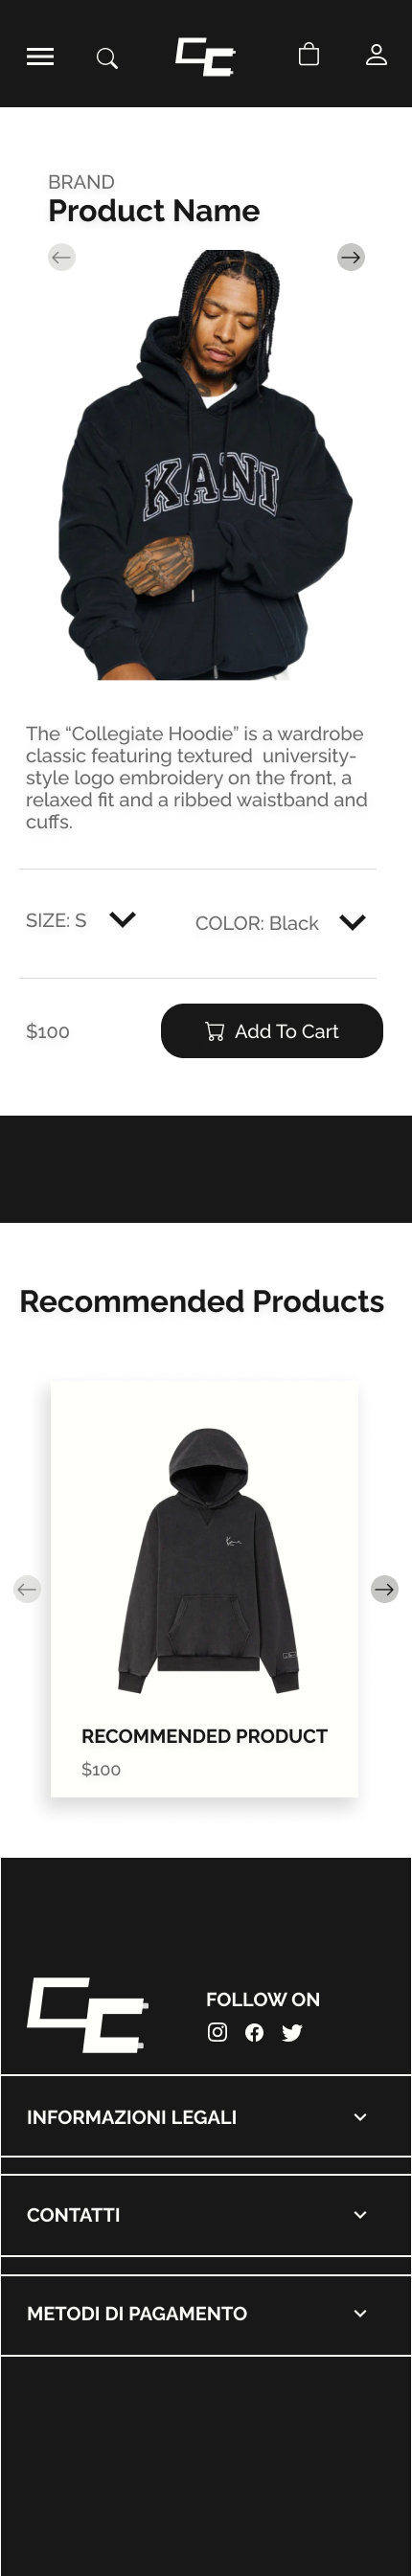 CC
BRAND
Product Name
KANI
The “Collegiate Hoodie” is a wardrobe
classic featuring textured university-
style logo embroidery on the front, a
relaxed fit and a ribbed waistband and
cuffs.
SIZE: S
COLOR: Black
$100
Add To Cart
Recommended Products
RECOMMENDED PRODUCT
$100
CC
FOLLOW ON
INFORMAZIONI LEGALI
CONTATTI
METODI DI PAGAMENTO